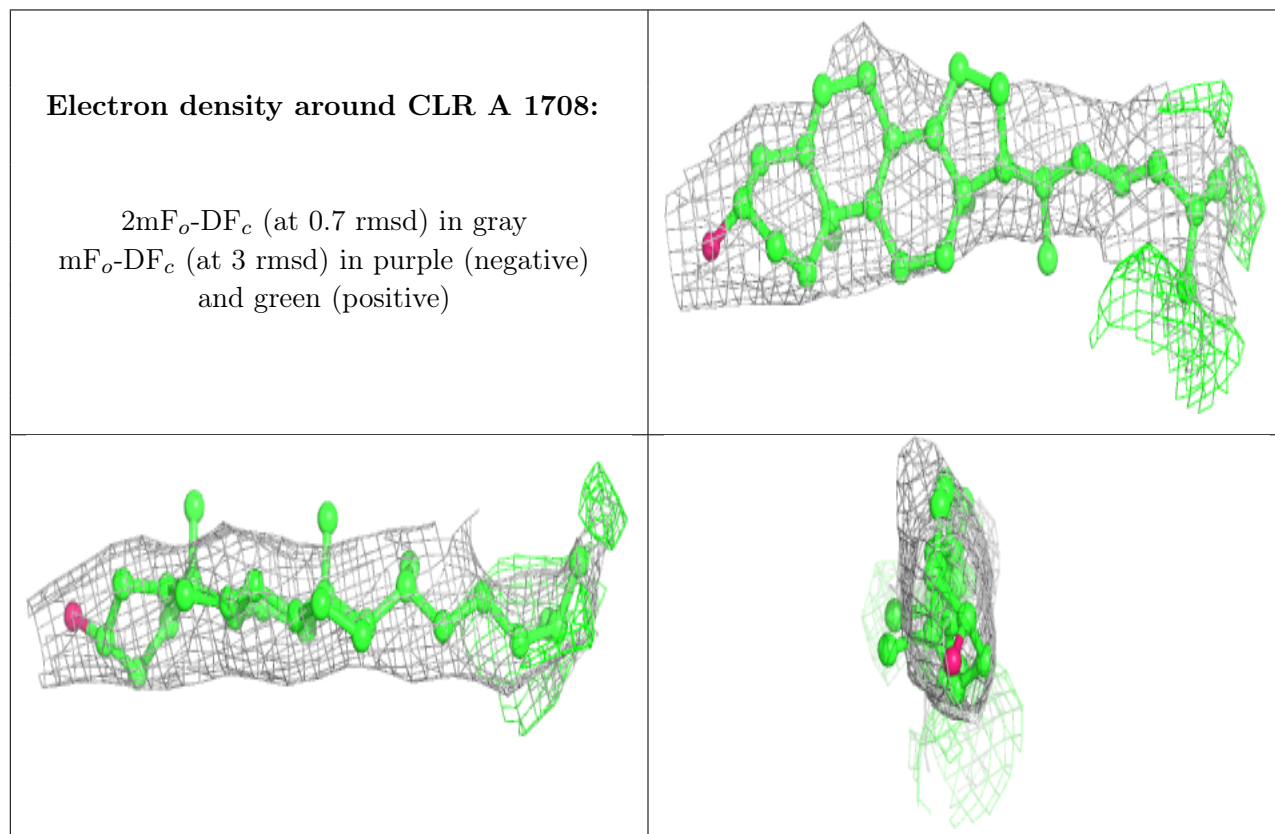 Electron density around CLR A 1708:
2mFo-DFc (at 0.7 rmsd) in gray
mFo-DFc (at 3 rmsd) in purple (negative)
and green (positive)